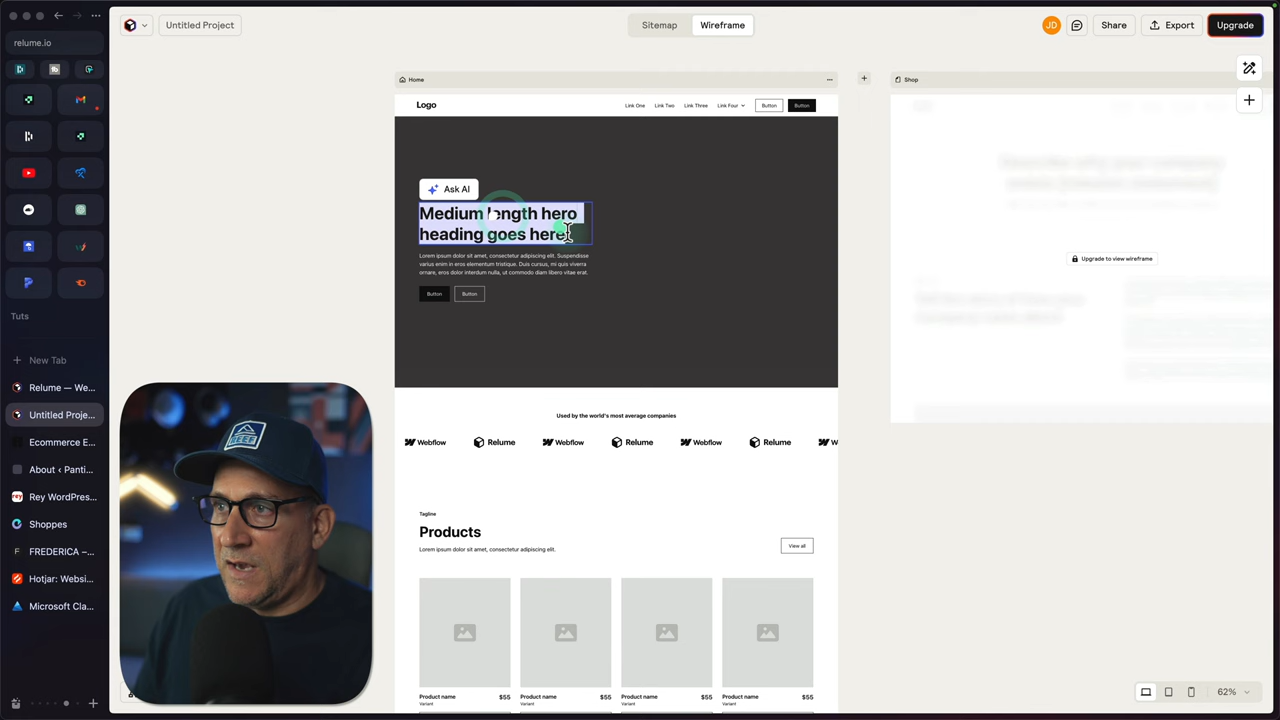 relume.io
Tuts
New Tab
Relume — We...
Untitled Proje...
Ecommerce E...
About ‹ Panti...
rey
Rey WordPres...
Shoppes
KINDRED BR...
Hotjar: Websi...
Microsoft Cla...
Untitled Project
Sitemap
Wireframe
JD
Share
Export
Upgrade
Home
Shop
Logo
Link One
Link Two
Link Three
Link Four
Button
Button
Ask AI
Medium length hero
heading goes here
Lorem ipsum dolor sit amet, consectetur adipiscing elit. Suspendisse
varius enim in eros elementum tristique. Duis cursus, mi quis viverra
ornare, eros dolor interdum nulla, ut commodo diam libero vitae erat.
Button
Button
Upgrade to view wireframe
Used by the world's most average companies
Webflow
Relume
Webflow
Relume
Webflow
Relume
W
Tagline
Products
Lorem ipsum dolor sit amet, consectetur adipiscing elit.
View all
Product name
$55
Variant
Product name
$55
Variant
Product name
$55
Variant
Product name
$55
Variant
REEF
62%